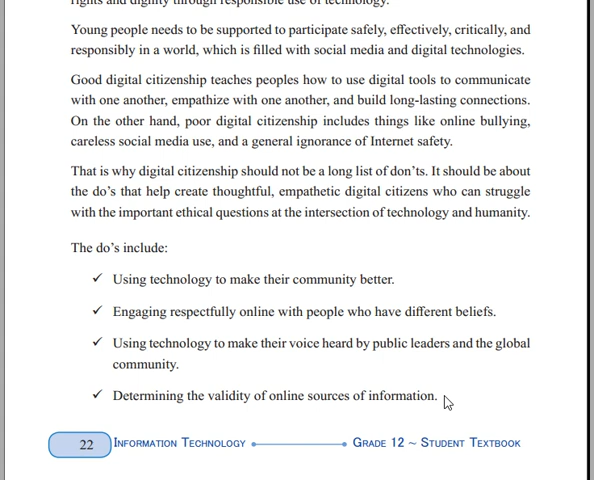 rights and dignity through responsible use of technology.
Young people needs to be supported to participate safely, effectively, critically, and
responsibly in a world, which is filled with social media and digital technologies.
Good digital citizenship teaches peoples how to use digital tools to communicate
with one another, empathize with one another, and build long-lasting connections.
On the other hand, poor digital citizenship includes things like online bullying,
careless social media use, and a general ignorance of Internet safety.
That is why digital citizenship should not be a long list of don’ts. It should be about
the do’s that help create thoughtful, empathetic digital citizens who can struggle
with the important ethical questions at the intersection of technology and humanity.
The do’s include:
✓ Using technology to make their community better.
✓ Engaging respectfully online with people who have different beliefs.
✓ Using technology to make their voice heard by public leaders and the global
community.
✓ Determining the validity of online sources of information.
22 Information Technology Grade 12 ~ Student Textbook